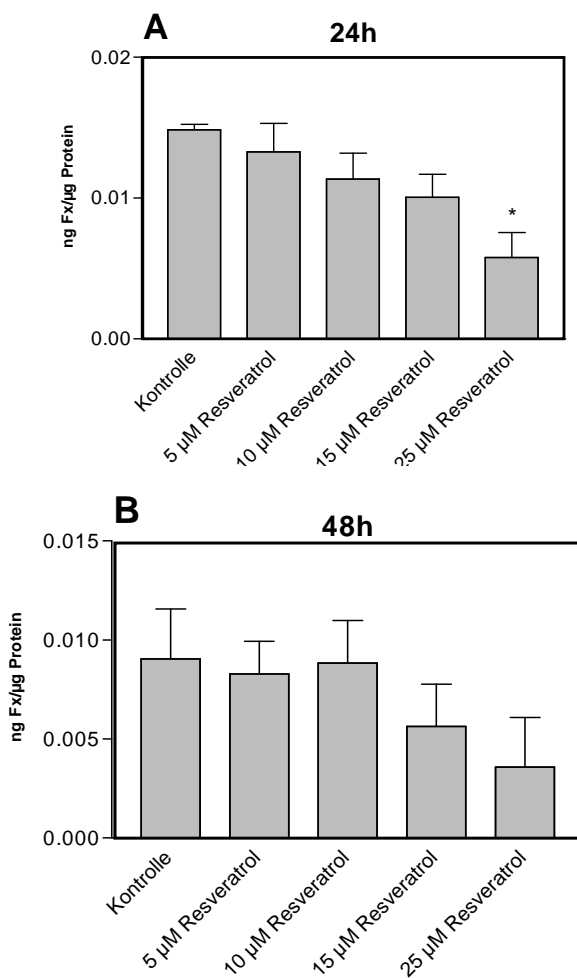 A
24h
ng Fx/µg Protein
0.02
0.01
0.00
*
Kontrolle
5 µM Resveratrol
10 µM Resveratrol
15 µM Resveratrol
25 µM Resveratrol
B
48h
ng Fx/µg Protein
0.015
0.010
0.005
0.000
Kontrolle
5 µM Resveratrol
10 µM Resveratrol
15 µM Resveratrol
25 µM Resveratrol